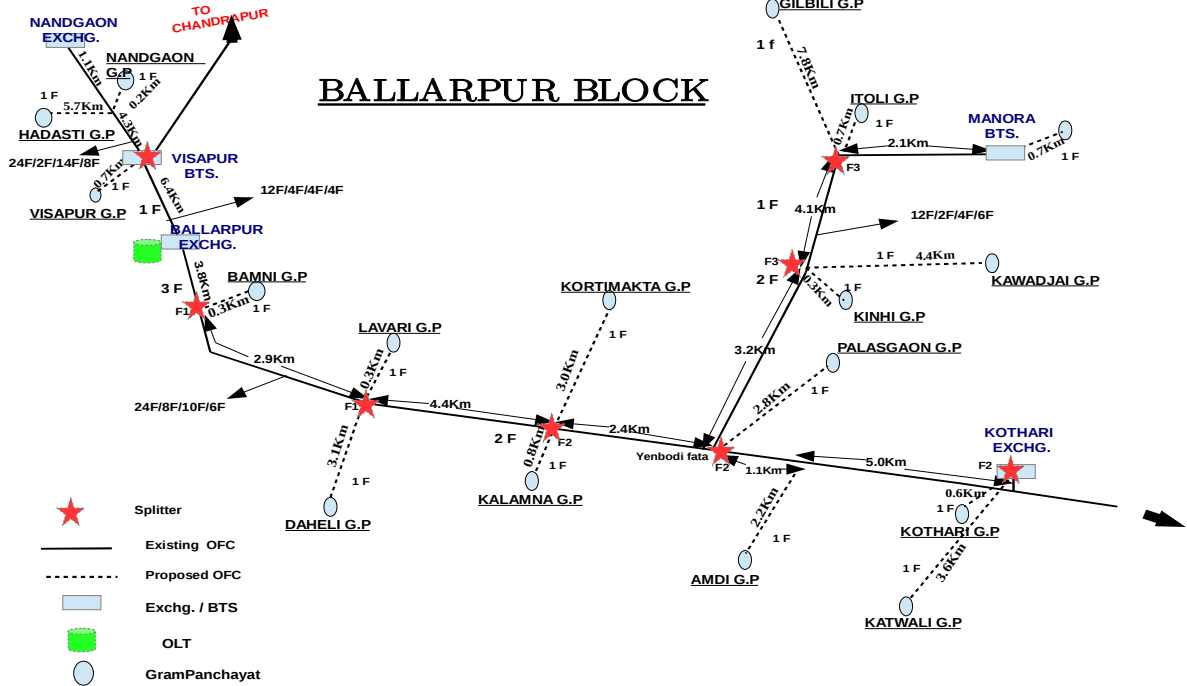 NANDGAON
EXCHG.
TO
CHANDRAPUR
GILBILI G.P
1 f
7.8Km
NANDGAON
G.P
1.1Km
1 F
0.2Km
1 F
5.7Km
HADASTI G.P
4.3Km
24F/2F/14F/8F
VISAPUR
BTS.
0.7Km
1 F
VISAPUR G.P
6.4Km
1 F
12F/4F/4F/4F
BALLARPUR BLOCK
ITOLI G.P
0.7Km
1 F
MANORA
BTS.
2.1Km
0.7Km
1 F
F3
1 F
4.1Km
12F/2F/4F/6F
BALLARPUR
EXCHG.
3.8Km
3 F
F1
BAMNI G.P
0.3Km
1 F
F3
2 F
1 F
4.4Km
KAWADJAI G.P
0.3Km
1 F
KINHI G.P
KORTIMAKTA G.P
1 F
3.0Km
LAVARI G.P
0.3Km
1 F
2.9Km
24F/8F/10F/6F
F1
4.4Km
3.2Km
PALASGAON G.P
2.8Km
1 F
2 F
F2
2.4Km
0.8Km
1 F
KALAMNA G.P
3.1Km
1 F
DAHELI G.P
Yenbodi fata
F2
1.1Km
5.0Km
KOTHARI
EXCHG.
F2
0.6Km
1 F
KOTHARI G.P
2.2Km
1 F
AMDI G.P
3.6Km
1 F
KATWALI G.P
Splitter
Existing OFC
Proposed OFC
Exchg. / BTS
OLT
GramPanchayat